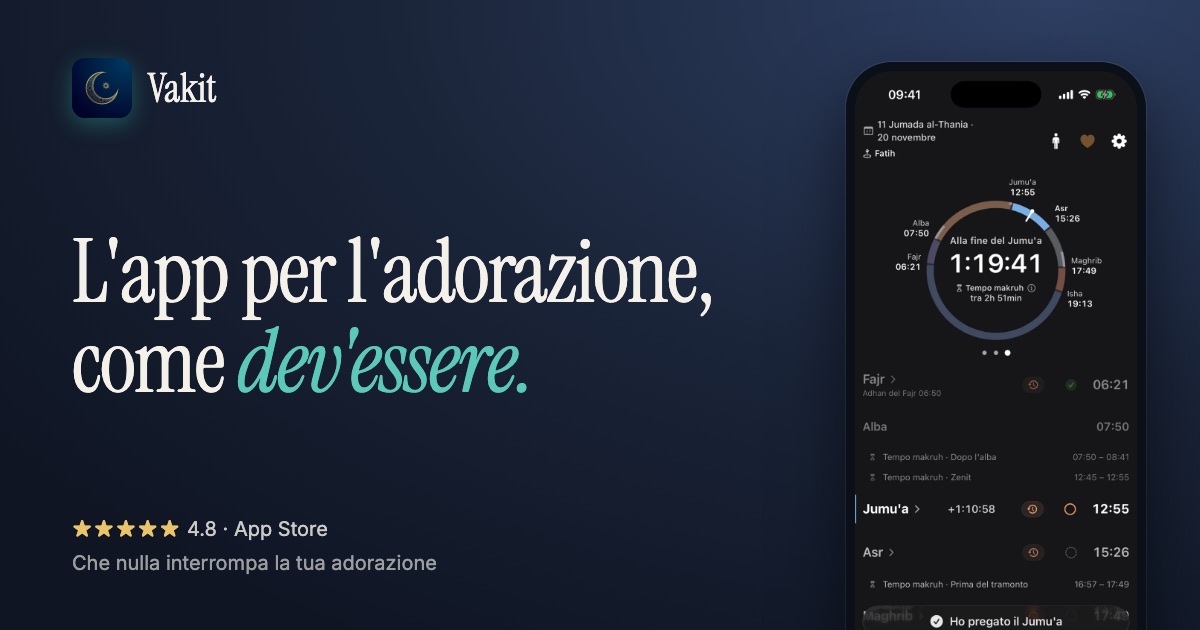 Vakit
L'app per l'adorazione,
come dev'essere.
4.8 · App Store
Che nulla interrompa la tua adorazione
09:41
11 Jumada al-Thania ·
20 novembre
Fatih
Jumu'a
12:55
Asr
15:26
Alba
07:50
Fajr
06:21
Maghrib
17:49
Isha
19:13
Alla fine del Jumu'a
1:19:41
Tempo makruh
tra 2h 51min
Fajr 06:21
Adhan del Fajr 06:50
Alba 07:50
Tempo makruh · Dopo l'alba 07:50 – 08:41
Tempo makruh · Zenit 12:45 – 12:55
Jumu'a +1:10:58 12:55
Asr 15:26
Tempo makruh · Prima del tramonto 16:57 – 17:49
Maghrib 17:49
Ho pregato il Jumu'a